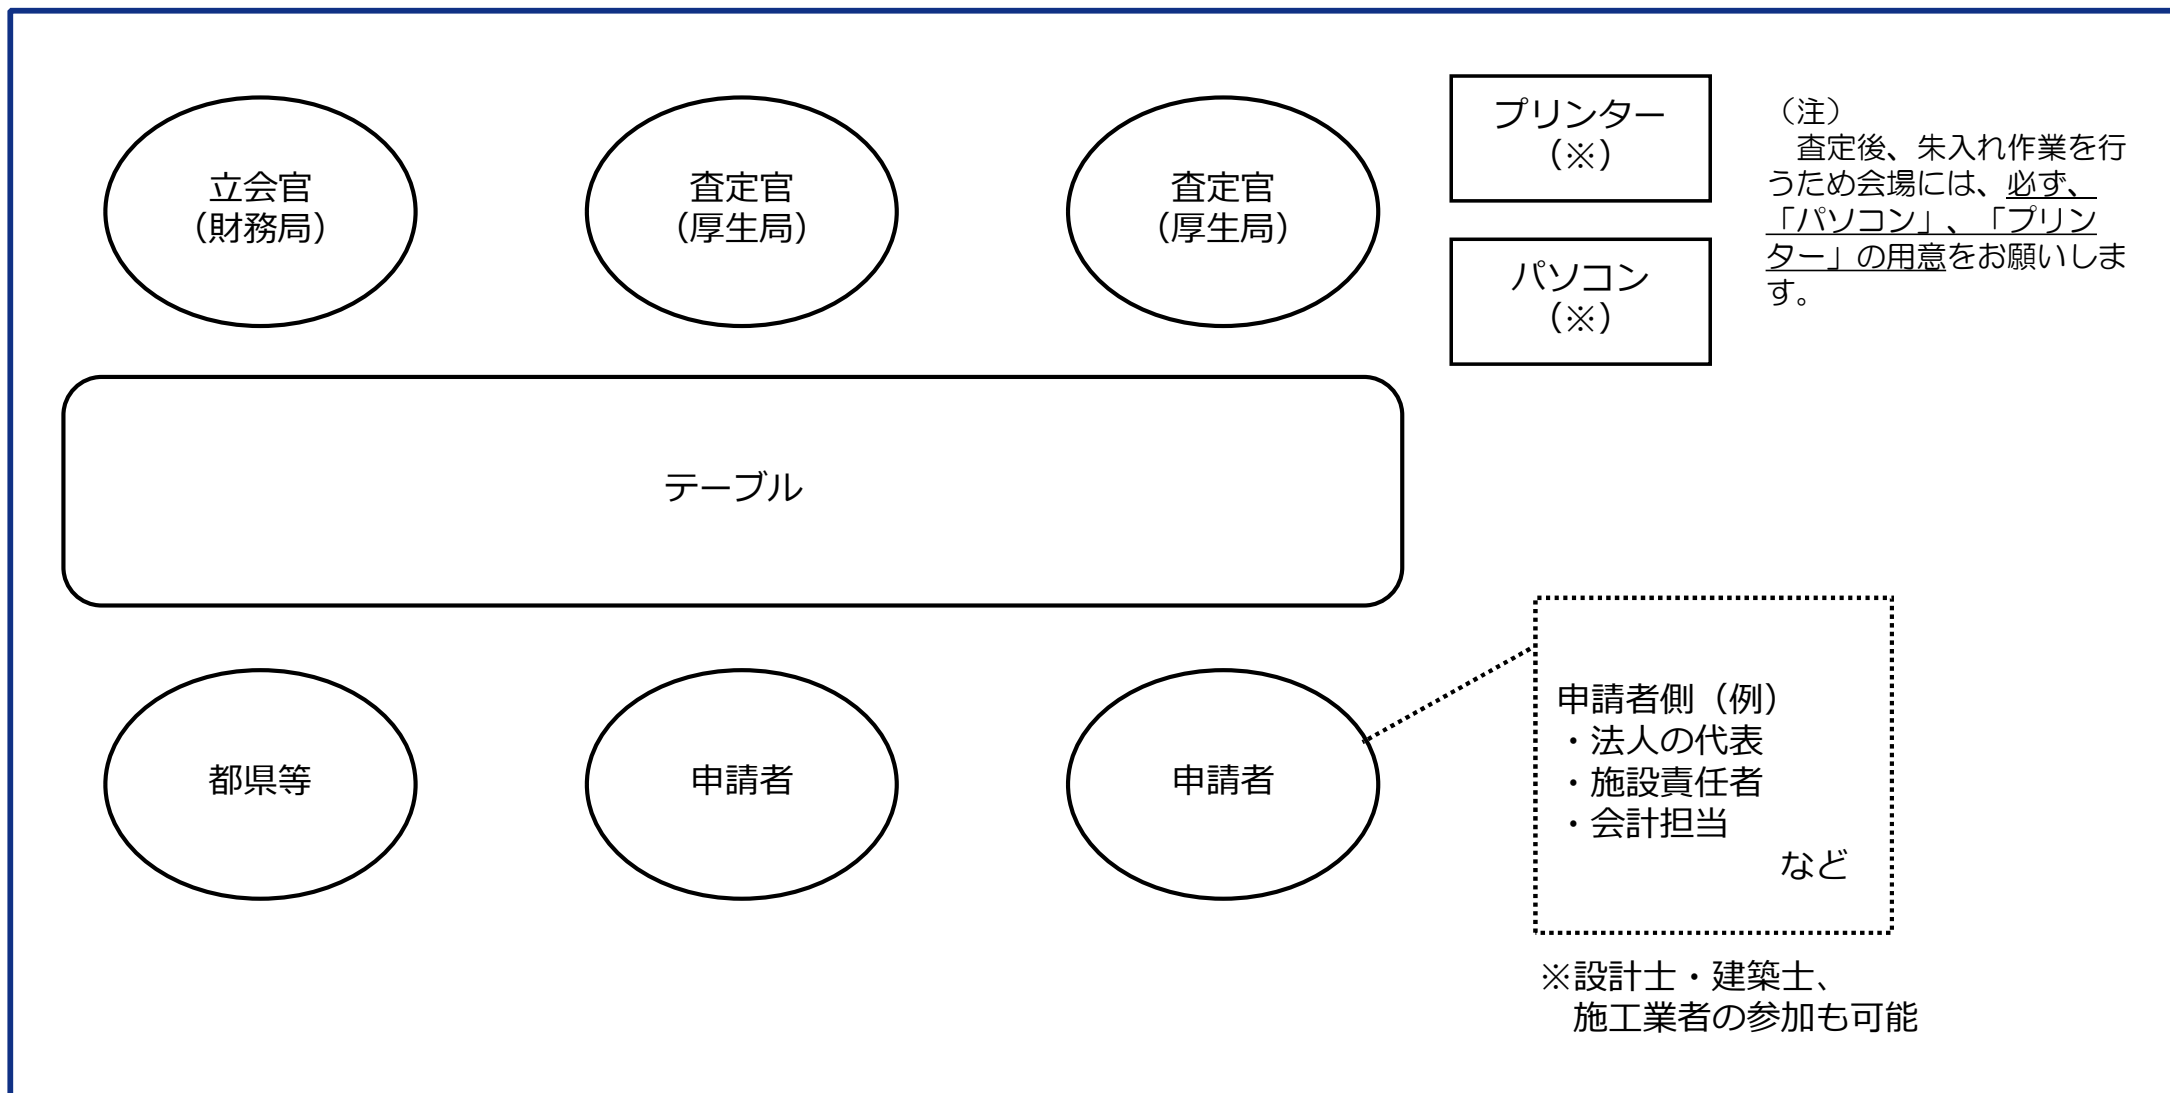 立会官
（財務局）
査定官
（厚生局）
査定官
（厚生局）
プリンター
（※）
パソコン
（※）
（注）
　査定後、朱入れ作業を行
うため会場には、必ず、
「パソコン」、「プリン
ター」の用意をお願いしま
す。
テーブル
都県等
申請者
申請者
申請者側（例）
・法人の代表
・施設責任者
・会計担当
など
※設計士・建築士、
施工業者の参加も可能